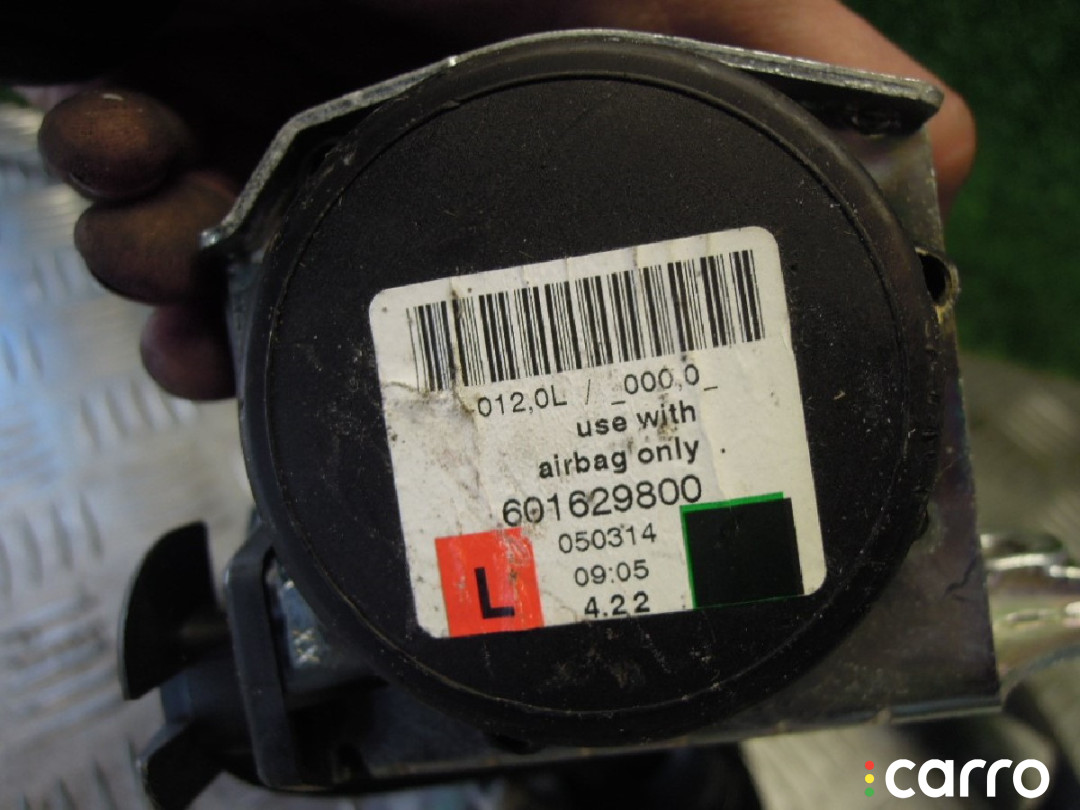 012,0L / _000,0_
use with
airbag only
601629800
050314
L
09:05
4.22
carro